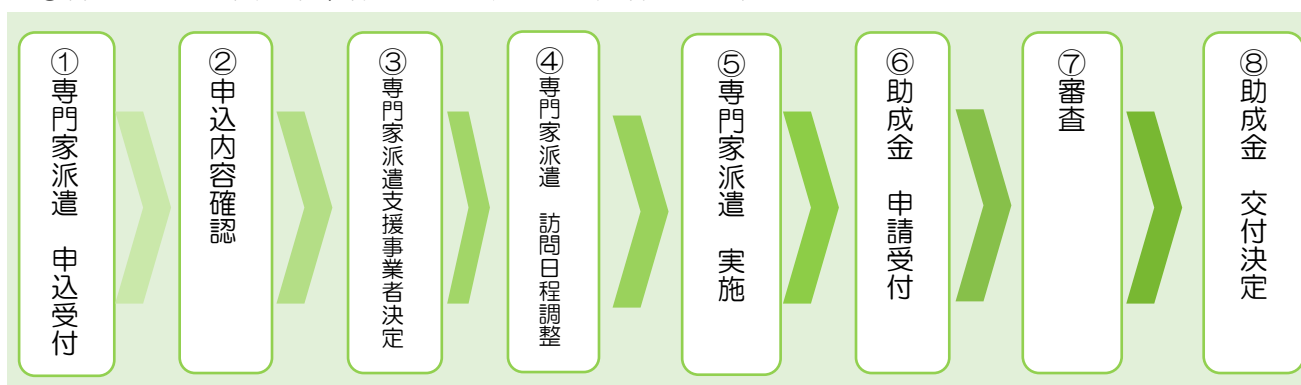 ①専門家派遣　申込受付
②申込内容確認
③専門家派遣支援事業者決定
④専門家派遣　訪問日程調整
⑤専門家派遣　実施
⑥助成金　申請受付
⑦審査
⑧助成金　交付決定